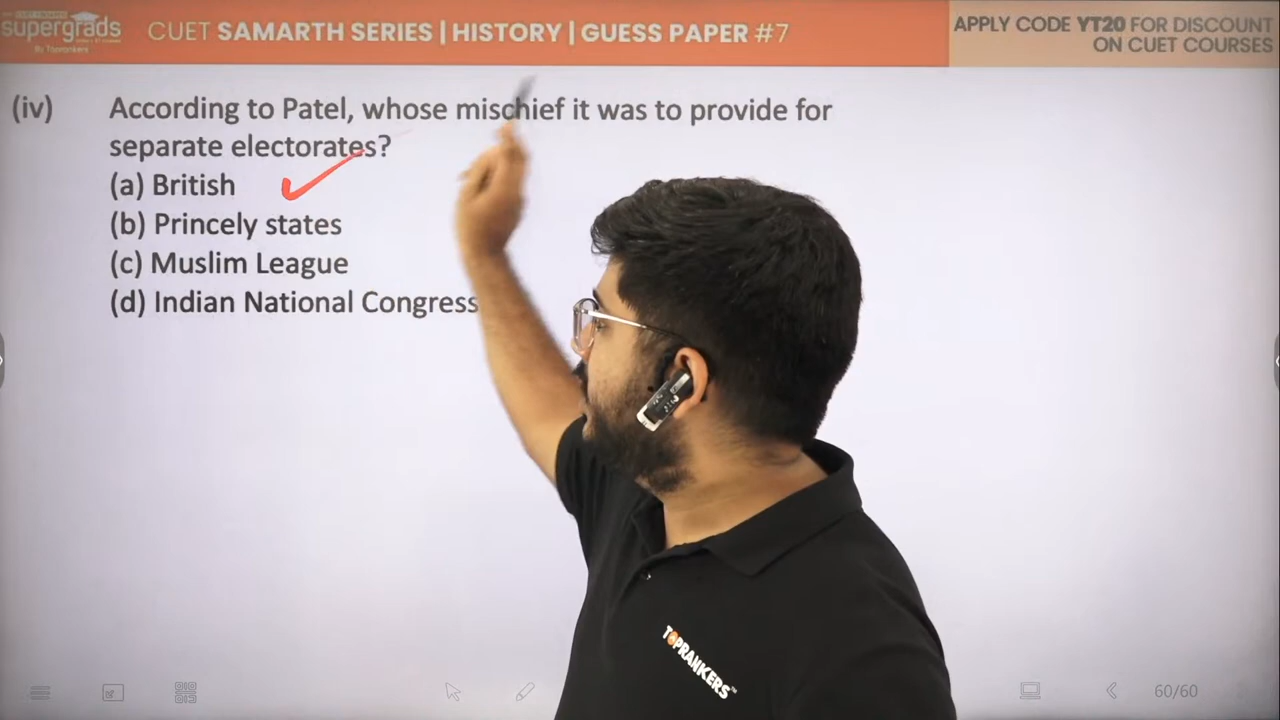 supergrads
By Toprankers
CUET SAMARTH SERIES | HISTORY | GUESS PAPER #7
APPLY CODE YT20 FOR DISCOUNT
ON CUET COURSES
(iv) According to Patel, whose mischief it was to provide for
separate electorates?
(a) British
(b) Princely states
(c) Muslim League
(d) Indian National Congress
TOPRANKERS
60/60